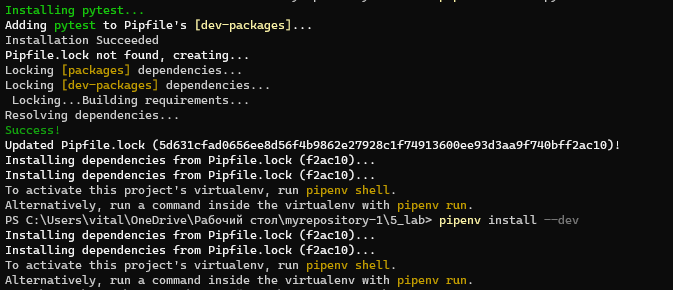 Installing pytest...
Adding pytest to Pipfile's [dev-packages]...
Installation Succeeded
Pipfile.lock not found, creating...
Locking [packages] dependencies...
Locking [dev-packages] dependencies...
Locking...Building requirements...
Resolving dependencies...
Success!
Updated Pipfile.lock (5d631cfad0656ee8d56f4b9862e27928c1f74913600ee93d3aa9f740bff2ac10)!
Installing dependencies from Pipfile.lock (f2ac10)...
Installing dependencies from Pipfile.lock (f2ac10)...
To activate this project's virtualenv, run pipenv shell.
Alternatively, run a command inside the virtualenv with pipenv run.
PS C:\Users\vital\OneDrive\Рабочий стол\myrepository-1\5_lab> pipenv install --dev
Installing dependencies from Pipfile.lock (f2ac10)...
Installing dependencies from Pipfile.lock (f2ac10)...
To activate this project's virtualenv, run pipenv shell.
Alternatively, run a command inside the virtualenv with pipenv run.